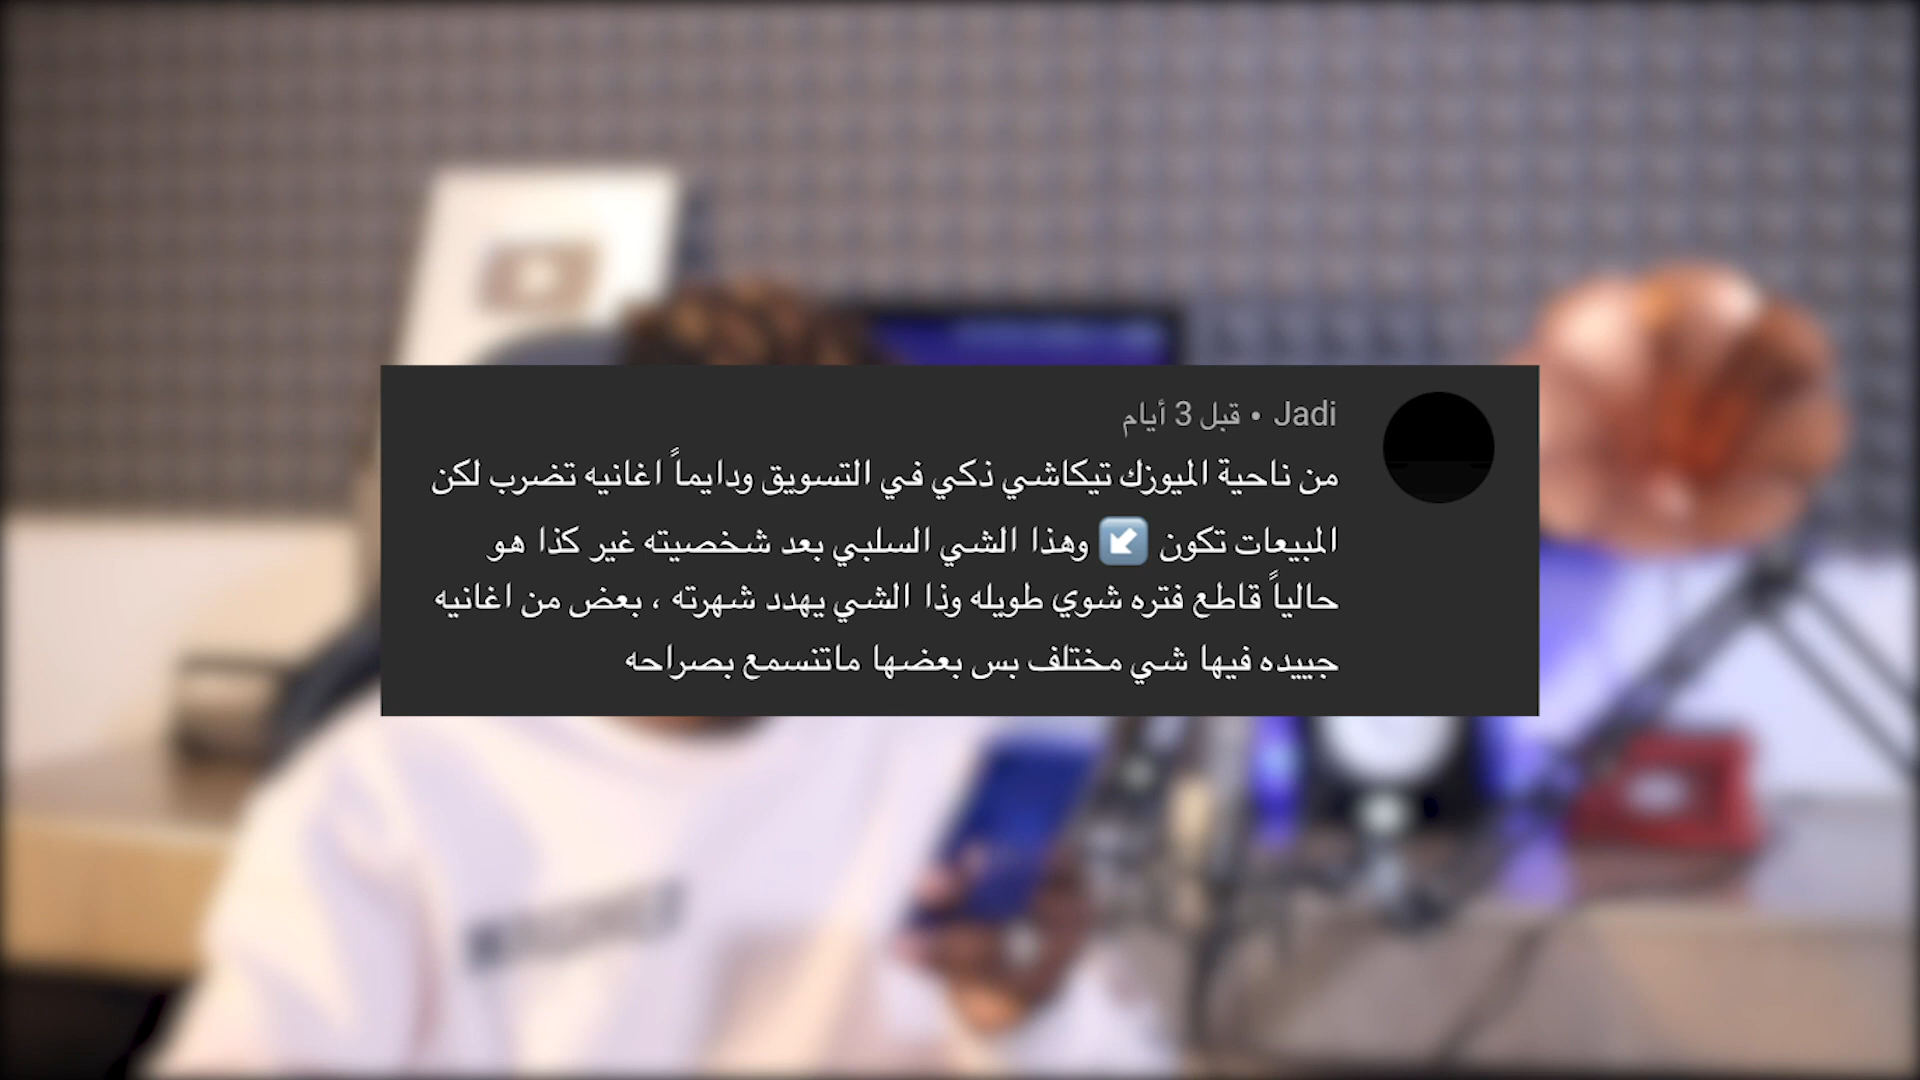 Jadi • قبل 3 أيام
من ناحية الميوزك تيكاشي ذكي في التسويق ودايماً اغانيه تضرب لكن
المبيعات تكون ↙️ وهذا الشي السلبي بعد شخصيته غير كذا هو
حالياً قاطع فتره شوي طويله وذا الشي يهدد شهرته ، بعض من اغانيه
جييده فيها شي مختلف بس بعضها ماتنسمع بصراحه